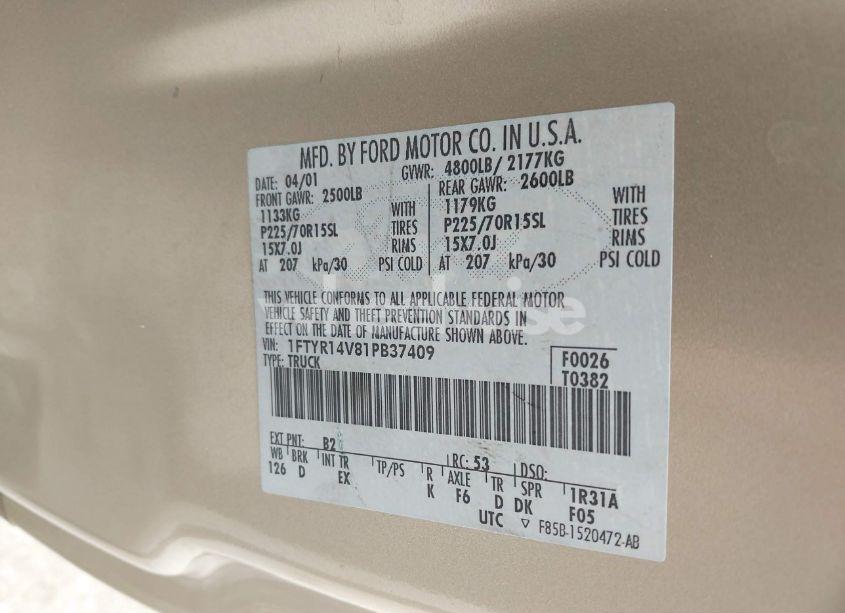 MFD. BY FORD MOTOR CO. IN U.S.A.
DATE: 04/01 GVWR: 4800LB/ 2177KG
FRONT GAWR: 2500LB REAR GAWR: 2600LB
1133KG WITH 1179KG WITH
P225/70R15SL TIRES P225/70R15SL TIRES
15X7.0J RIMS 15X7.0J RIMS
AT 207 kPa/30 PSI COLD AT 207 kPa/30 PSI COLD
THIS VEHICLE CONFORMS TO ALL APPLICABLE FEDERAL MOTOR
VEHICLE SAFETY AND THEFT PREVENTION STANDARDS IN
EFFECT ON THE DATE OF MANUFACTURE SHOWN ABOVE.
VIN: 1FTYR14V81PB37409 F0026
TYPE: TRUCK T0382
EXT PNT: B2 RC: 53 DSO:
WB BRK INT TR TP/PS R AXLE TR SPR 1R31A
126 D EX K F6 D DK F05
UTC ▽ F85B-1520472-AB